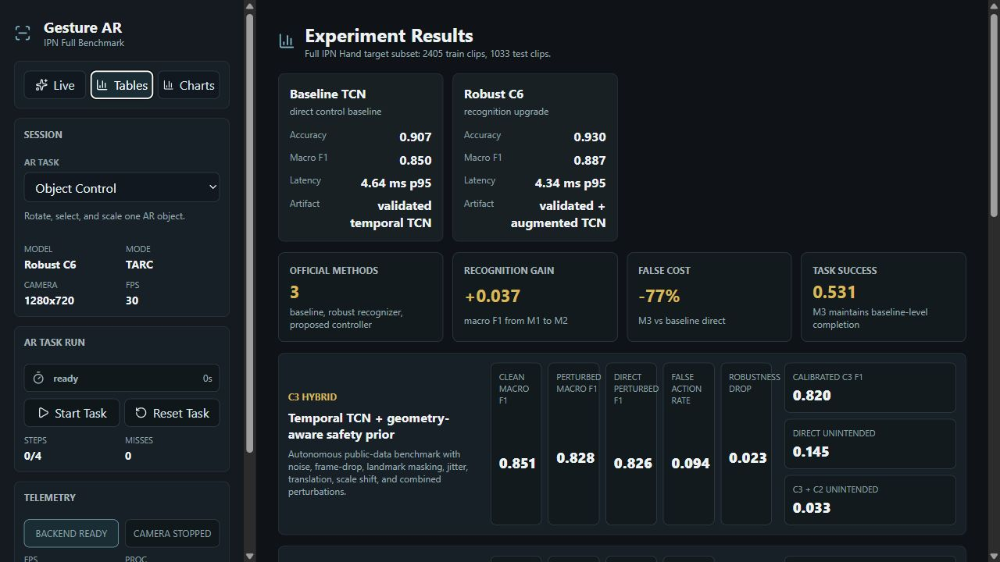 Gesture AR
IPN Full Benchmark
Live
Tables
Charts
SESSION
AR TASK
Object Control
Rotate, select, and scale one AR object.
MODEL
MODE
Robust C6
TARC
CAMERA
FPS
1280x720
30
AR TASK RUN
ready
0s
Start Task
Reset Task
STEPS
MISSES
0/4
0
TELEMETRY
BACKEND READY
CAMERA STOPPED
FPS
PROC
Experiment Results
Full IPN Hand target subset: 2405 train clips, 1033 test clips.
Baseline TCN
direct control baseline
Accuracy 0.907
Macro F1 0.850
Latency 4.64 ms p95
Artifact validated
temporal TCN
Robust C6
recognition upgrade
Accuracy 0.930
Macro F1 0.887
Latency 4.34 ms p95
Artifact validated +
augmented TCN
OFFICIAL METHODS
3
baseline, robust recognizer,
proposed controller
RECOGNITION GAIN
+0.037
macro F1 from M1 to M2
FALSE COST
-77%
M3 vs baseline direct
TASK SUCCESS
0.531
M3 maintains baseline-level
completion
C3 HYBRID
Temporal TCN + geometry-
aware safety prior
Autonomous public-data benchmark with
noise, frame-drop, landmark masking, jitter,
translation, scale shift, and combined
perturbations.
CLEAN
MACRO
F1
0.851
PERTURBED
MACRO F1
0.828
DIRECT
PERTURBED
F1
0.826
FALSE
ACTION
RATE
0.094
ROBUSTNESS
DROP
0.023
CALIBRATED C3 F1
0.820
DIRECT UNINTENDED
0.145
C3 + C2 UNINTENDED
0.033